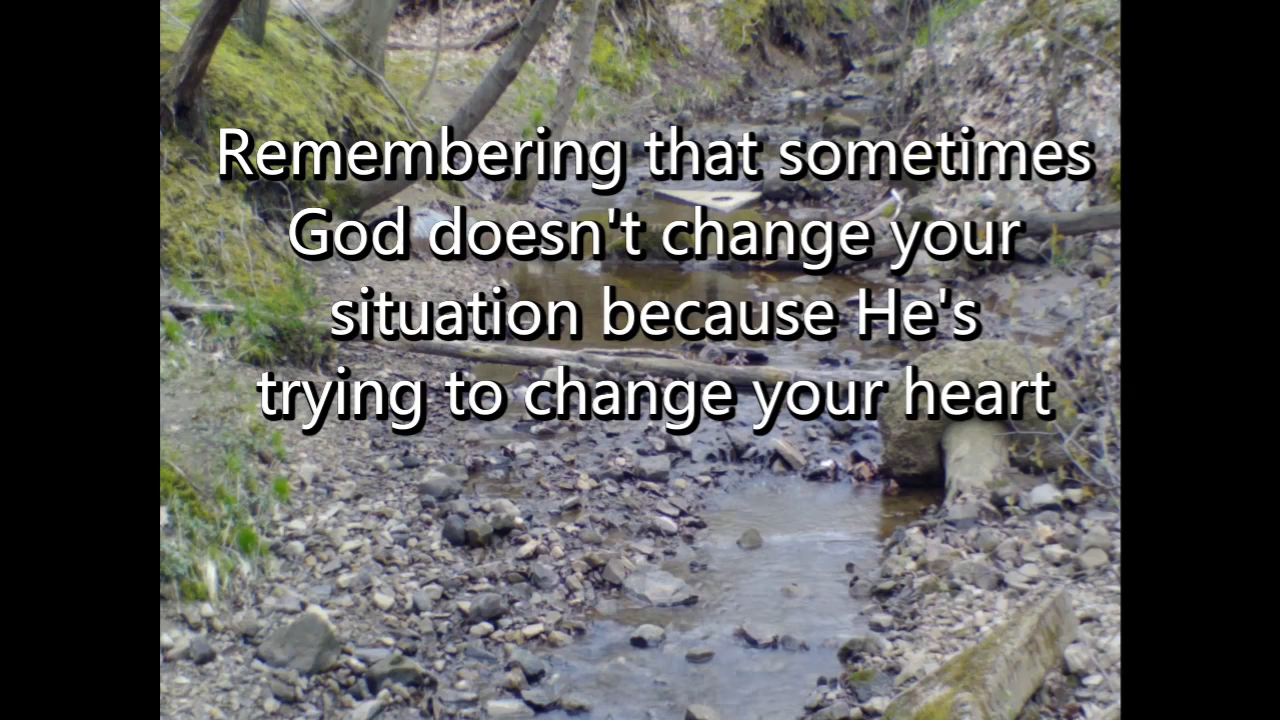 Remembering that sometimes
God doesn't change your
situation because He's
trying to change your heart